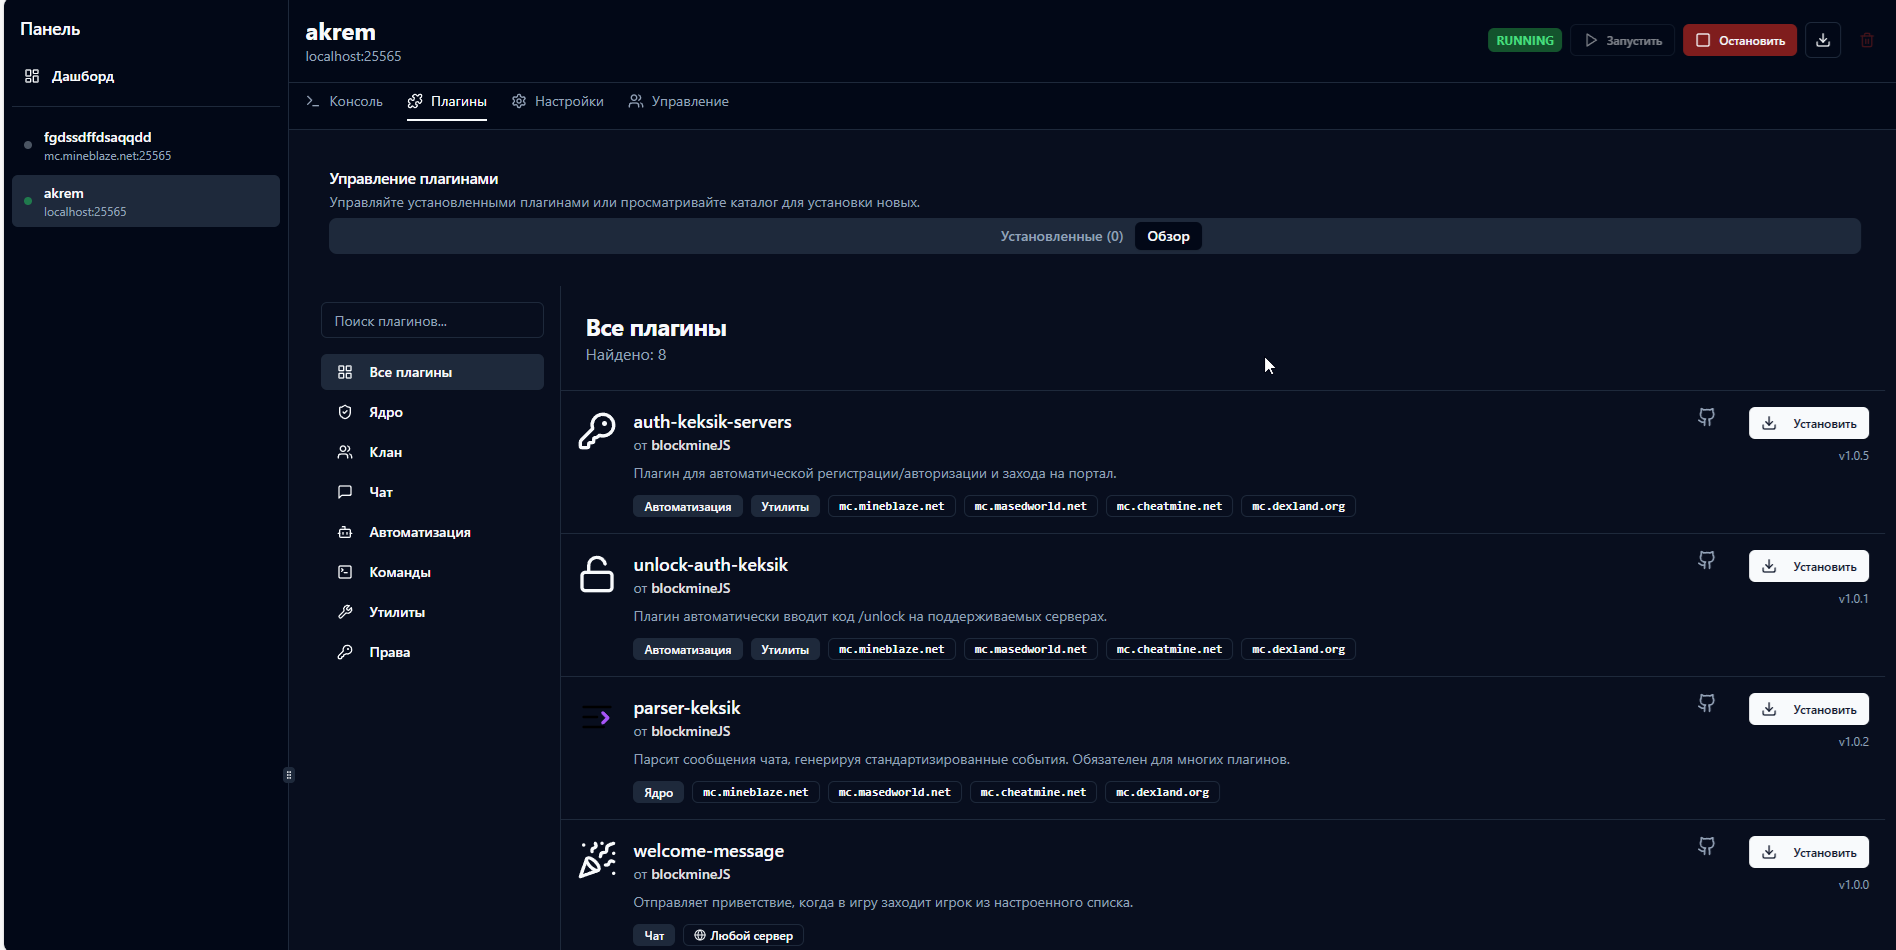 Панель
Дашборд
fgdssdffdsaqqdd
mc.mineblaze.net:25565
akrem
localhost:25565
akrem
localhost:25565
RUNNING
Запустить
Остановить
Консоль
Плагины
Настройки
Управление
Управление плагинами
Управляйте установленными плагинами или просматривайте каталог для установки новых.
Установленные (0)
Обзор
Поиск плагинов...
Все плагины
Ядро
Клан
Чат
Автоматизация
Команды
Утилиты
Права
Все плагины
Найдено: 8
auth-keksik-servers
от blockmineJS
Плагин для автоматической регистрации/авторизации и захода на портал.
Автоматизация Утилиты mc.mineblaze.net mc.masedworld.net mc.cheatmine.net mc.dexland.org
Установить
v1.0.5
unlock-auth-keksik
от blockmineJS
Плагин автоматически вводит код /unlock на поддерживаемых серверах.
Автоматизация Утилиты mc.mineblaze.net mc.masedworld.net mc.cheatmine.net mc.dexland.org
Установить
v1.0.1
parser-keksik
от blockmineJS
Парсит сообщения чата, генерируя стандартизированные события. Обязателен для многих плагинов.
Ядро mc.mineblaze.net mc.masedworld.net mc.cheatmine.net mc.dexland.org
Установить
v1.0.2
welcome-message
от blockmineJS
Отправляет приветствие, когда в игру заходит игрок из настроенного списка.
Чат Любой сервер
Установить
v1.0.0